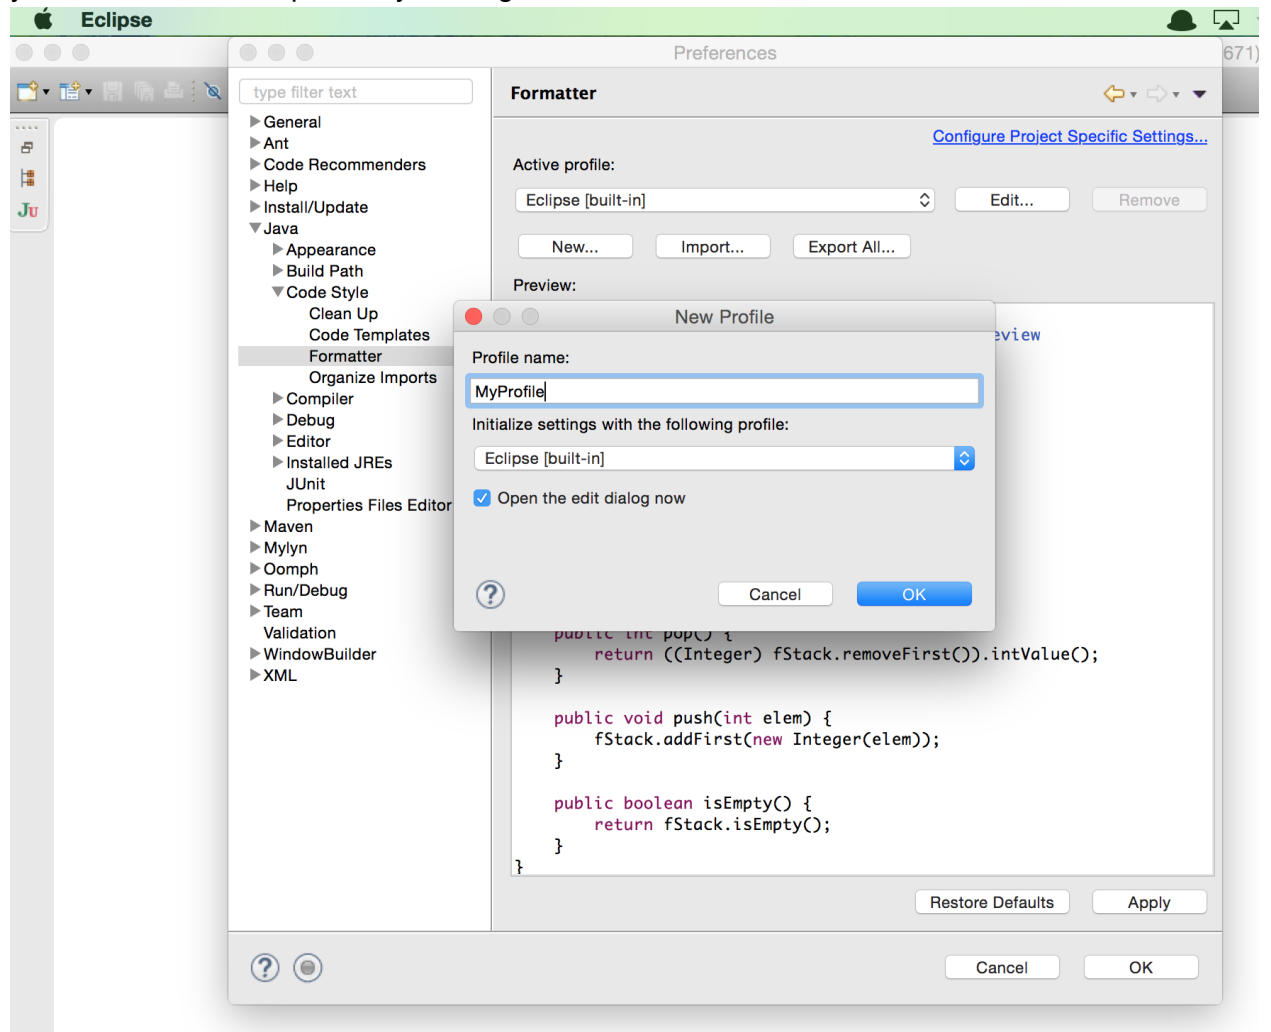 Eclipse
Preferences
671)
type filter text
Formatter
General
Ant
Code Recommenders
Help
Install/Update
Java
Appearance
Build Path
Code Style
Clean Up
Code Templates
Formatter
Organize Imports
Compiler
Debug
Editor
Installed JREs
JUnit
Properties Files Editor
Maven
Mylyn
Oomph
Run/Debug
Team
Validation
WindowBuilder
XML
Configure Project Specific Settings...
Active profile:
Eclipse [built-in]
Edit...
Remove
New...
Import...
Export All...
Preview:
eview
New Profile
Profile name:
MyProfile
Initialize settings with the following profile:
Eclipse [built-in]
Open the edit dialog now
?
Cancel
OK
public int pop() {
return ((Integer) fStack.removeFirst()).intValue();
}
public void push(int elem) {
fStack.addFirst(new Integer(elem));
}
public boolean isEmpty() {
return fStack.isEmpty();
}
}
Restore Defaults
Apply
?
Cancel
OK
JU